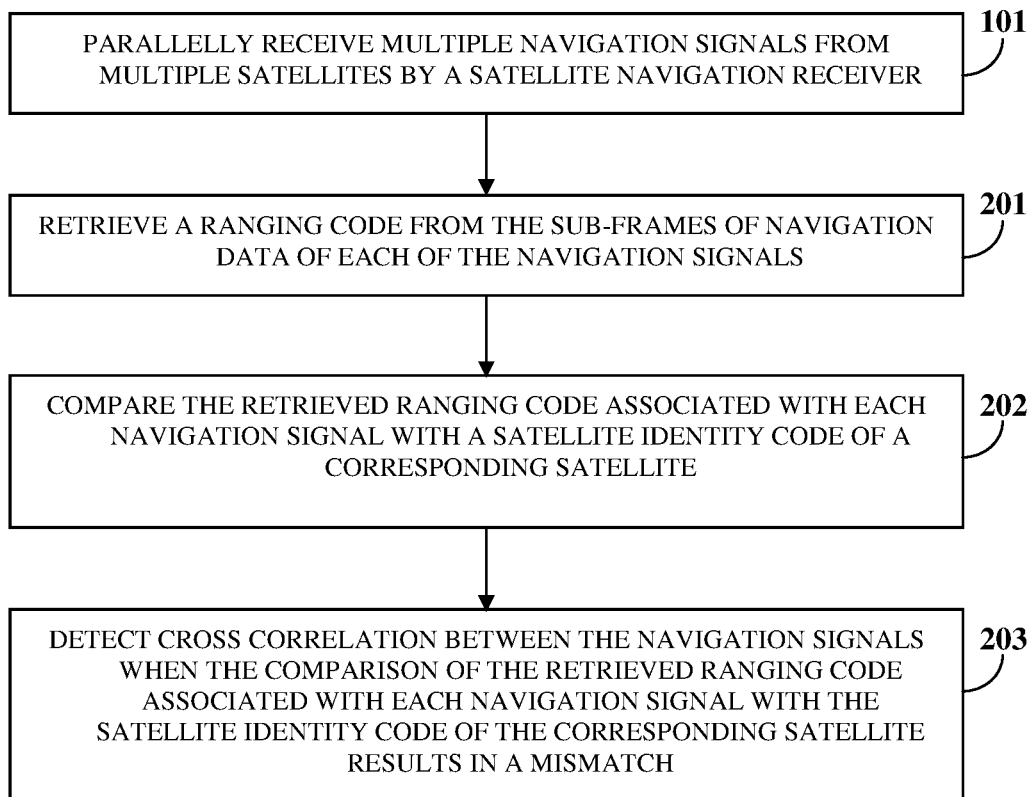 PARALLELY RECEIVE MULTIPLE NAVIGATION SIGNALS FROM
MULTIPLE SATELLITES BY A SATELLITE NAVIGATION RECEIVER
101
RETRIEVE A RANGING CODE FROM THE SUB-FRAMES OF NAVIGATION
DATA OF EACH OF THE NAVIGATION SIGNALS
201
COMPARE THE RETRIEVED RANGING CODE ASSOCIATED WITH EACH
NAVIGATION SIGNAL WITH A SATELLITE IDENTITY CODE OF A
CORRESPONDING SATELLITE
202
DETECT CROSS CORRELATION BETWEEN THE NAVIGATION SIGNALS
WHEN THE COMPARISON OF THE RETRIEVED RANGING CODE
ASSOCIATED WITH EACH NAVIGATION SIGNAL WITH THE
SATELLITE IDENTITY CODE OF THE CORRESPONDING SATELLITE
RESULTS IN A MISMATCH
203